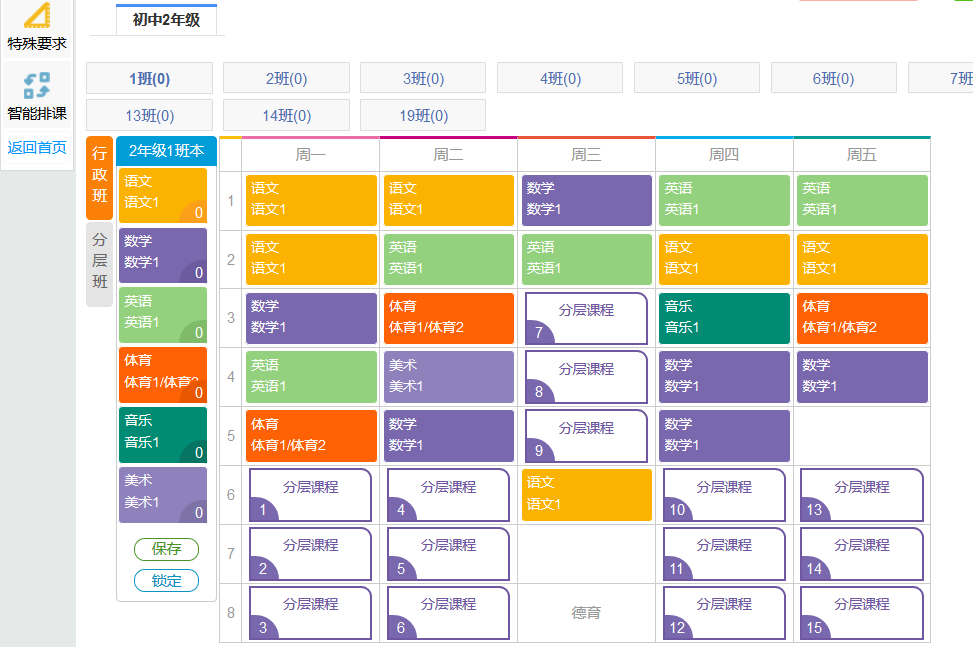 特殊要求
智能排课
返回首页
初中2年级
1班(0) 2班(0) 3班(0) 4班(0) 5班(0) 6班(0) 7班
13班(0) 14班(0) 19班(0)
行政班
分层班
2年级1班本
语文
语文1 0
数学
数学1 0
英语
英语1 0
体育
体育1/体育2 0
音乐
音乐1 0
美术
美术1 0
保存
锁定
周一 周二 周三 周四 周五
1
语文 语文 数学 英语 英语
语文1 语文1 数学1 英语1 英语1
2
语文 英语 英语 语文 语文
语文1 英语1 英语1 语文1 语文1
3
数学 体育 分层课程 音乐 体育
数学1 体育1/体育2 7 音乐1 体育1/体育2
4
英语 美术 分层课程 数学 数学
英语1 美术1 8 数学1 数学1
5
体育 数学 分层课程 数学
体育1/体育2 数学1 9 数学1
6
分层课程 分层课程 语文 分层课程 分层课程
1 4 语文1 10 13
7
分层课程 分层课程 分层课程 分层课程
2 5 11 14
8
分层课程 分层课程 德育 分层课程 分层课程
3 6 12 15